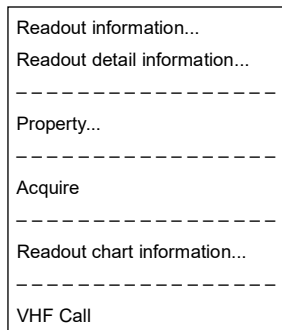 Readout information...
Readout detail information...
– – – – – – – – – – – – – – – – –
Property...
– – – – – – – – – – – – – – – – –
Acquire
– – – – – – – – – – – – – – – – –
Readout chart information...
– – – – – – – – – – – – – – – – –
VHF Call